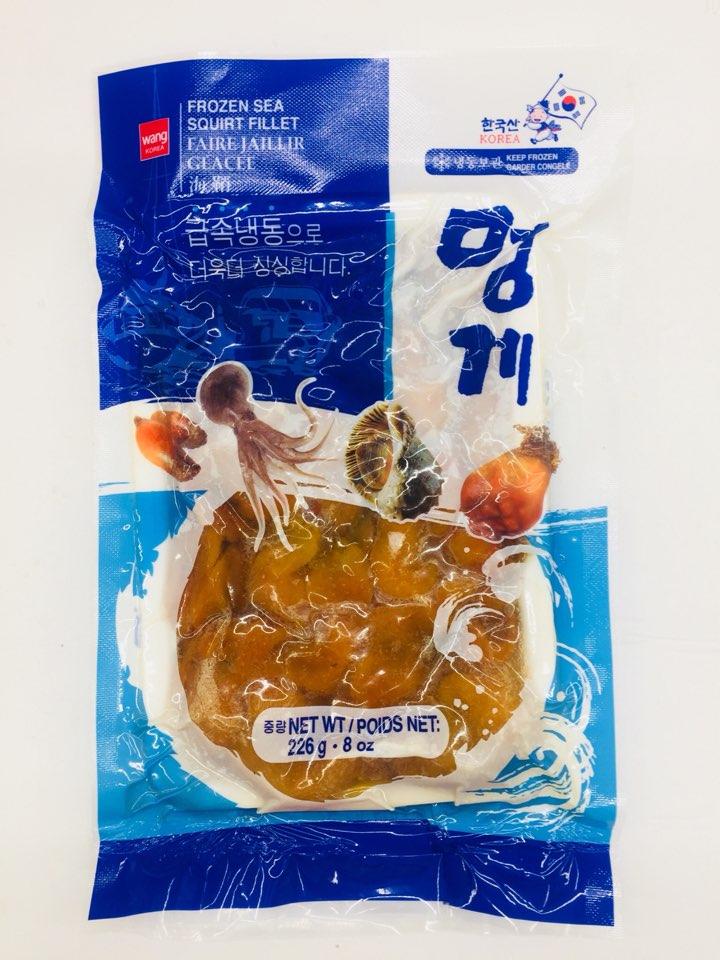 wang
KOREA
FROZEN SEA
SQUIRT FILLET
FAIRE JAILLIR
GLACEE
海鞘
급속냉동으로
더욱더 싱싱합니다.
한국산
KOREA
냉동보관
KEEP FROZEN
GARDER CONGELÉ
멍게
중량 NET WT / POIDS NET:
226 g • 8 oz